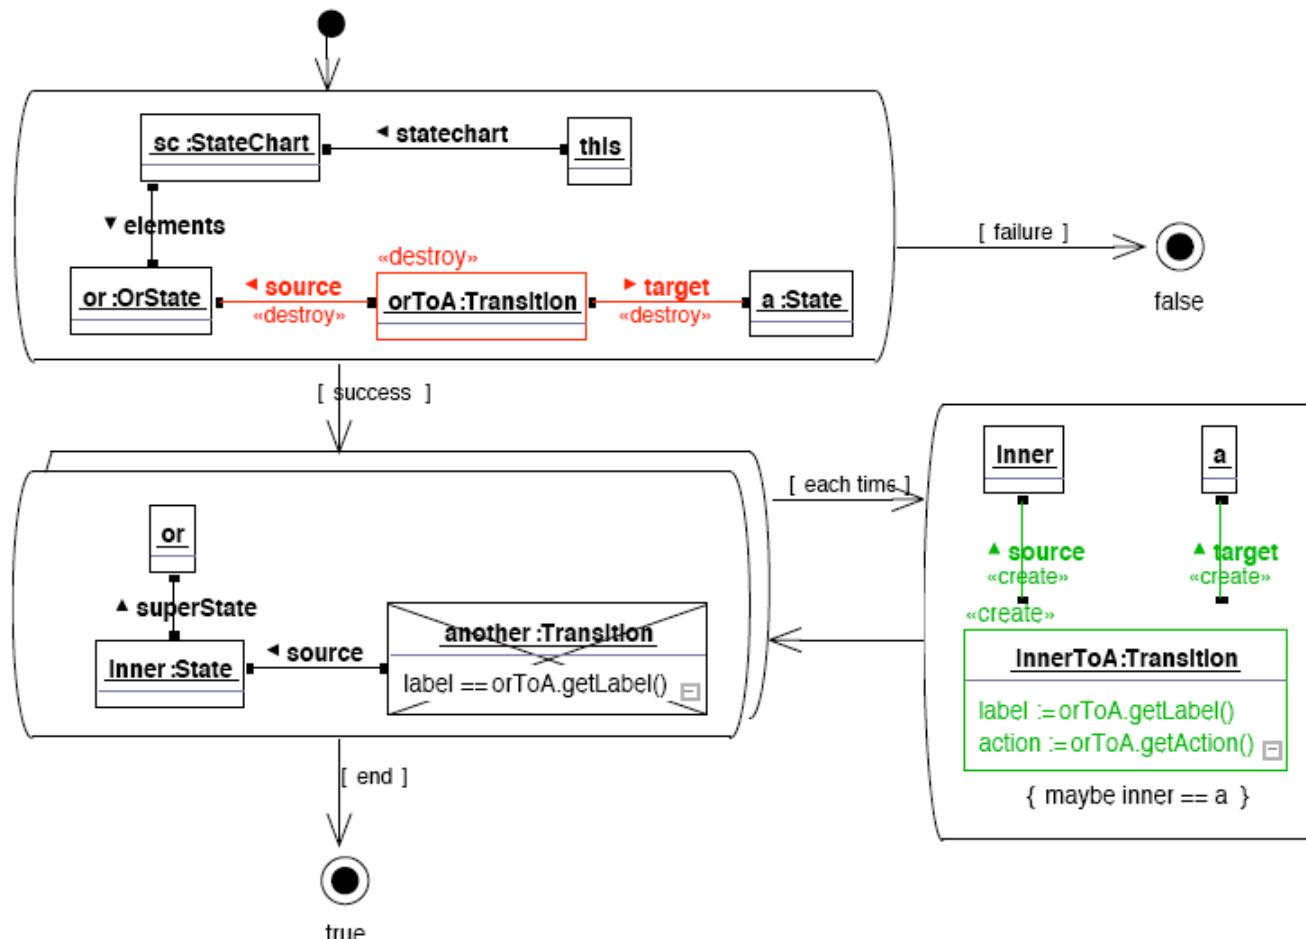 sc :StateChart
◄ statechart
this
▼ elements
[ failure ]
«destroy»
or :OrState
◄ source
«destroy»
orToA:Transition
► target
«destroy»
a :State
false
[ success ]
[ each time ]
inner
a
or
▲ source
«create»
▲ target
«create»
▲ superState
«create»
another :Transition
inner :State
◄ source
label == orToA.getLabel()
innerToA:Transition
label := orToA.getLabel()
action := orToA.getAction()
{ maybe inner == a }
[ end ]
true